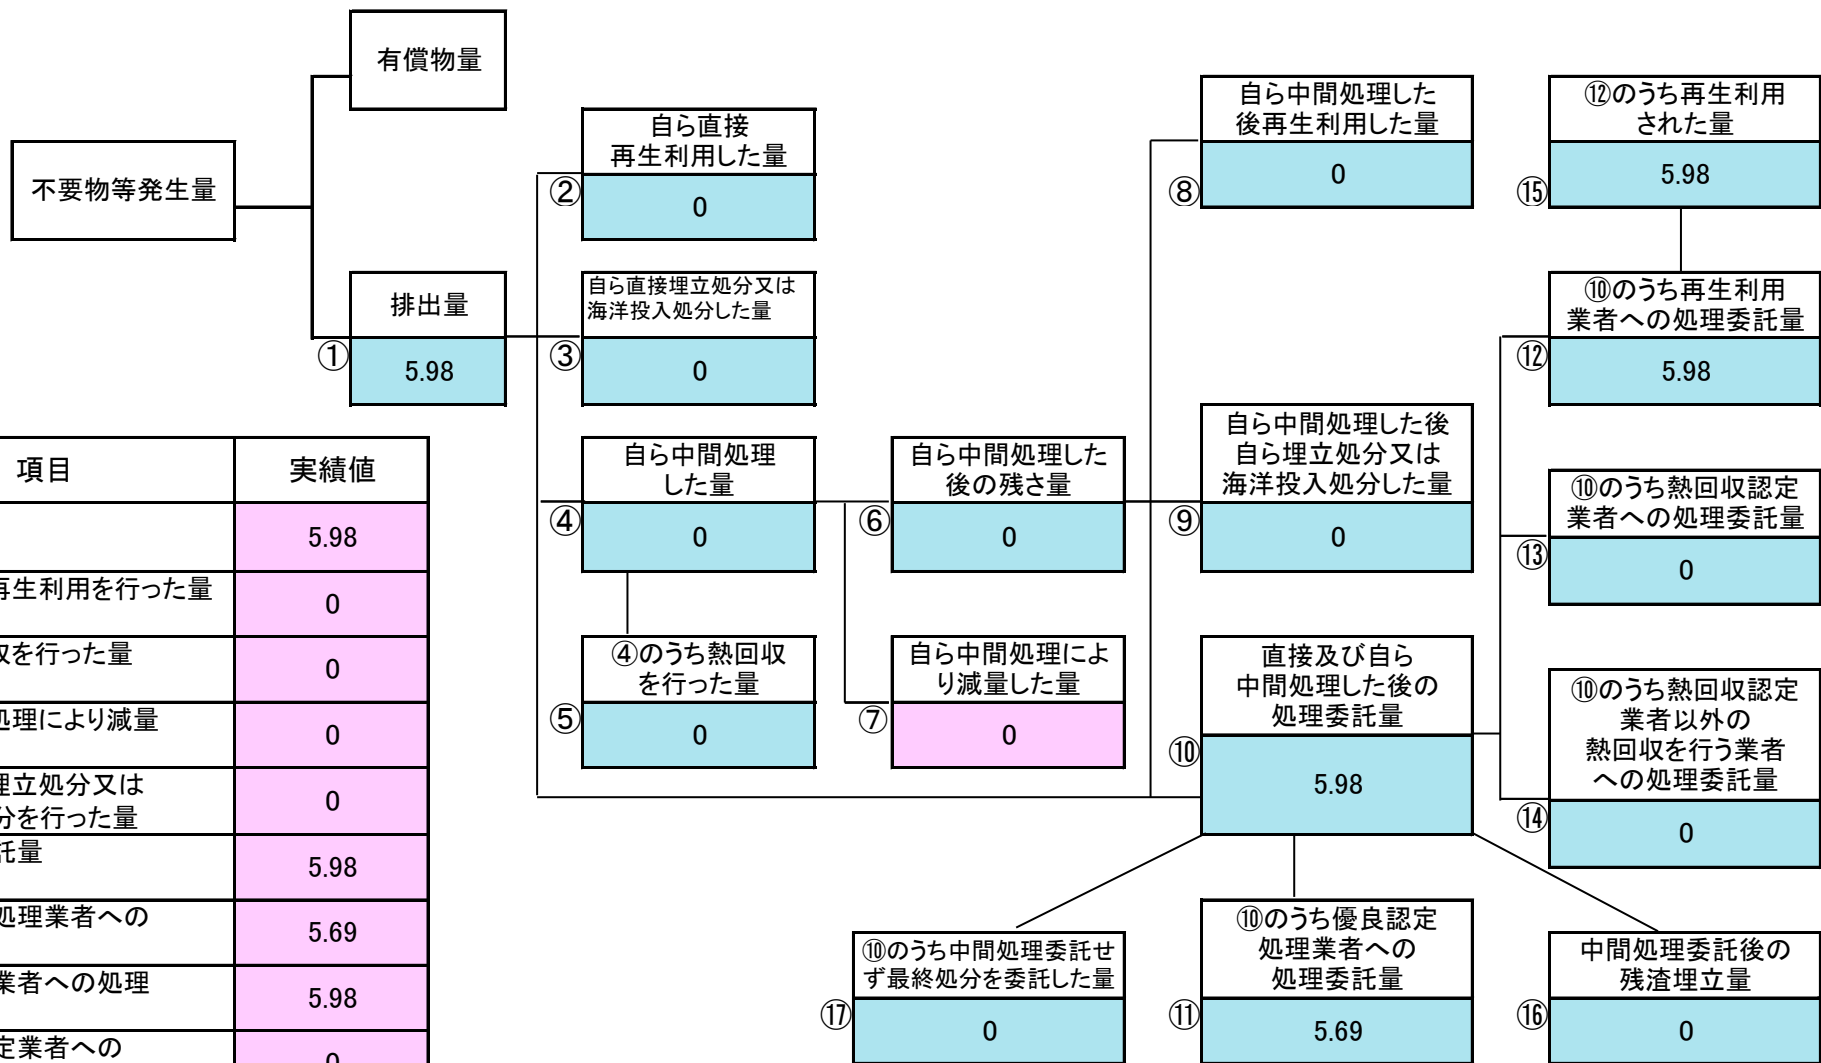 有償物量
不要物等発生量
排出量
①
5.98
自ら直接
再生利用した量
②
0
自ら直接埋立処分又は
海洋投入処分した量
③
0
自ら中間処理
した量
④
0
④のうち熱回収
を行った量
⑤
0
自ら中間処理した
後の残さ量
⑥
0
自ら中間処理によ
り減量した量
⑦
0
自ら中間処理した
後再生利用した量
⑧
0
自ら中間処理した後
自ら埋立処分又は
海洋投入処分した量
⑨
0
直接及び自ら
中間処理した後の
処理委託量
⑩
5.98
⑫のうち再生利用
された量
⑮
5.98
⑩のうち再生利用
業者への処理委託量
⑫
5.98
⑩のうち熱回収認定
業者への処理委託量
⑬
0
⑩のうち熱回収認定
業者以外の
熱回収を行う業者
への処理委託量
⑭
0
⑩のうち中間処理委託せ
ず最終処分を委託した量
⑰
0
⑩のうち優良認定
処理業者への
処理委託量
⑪
5.69
中間処理委託後の
残渣埋立量
⑯
0
項目 実績値
5.98
再生利用を行った量
0
を行った量
0
処理により減量
0
埋立処分又は
分を行った量
0
託量
5.98
処理業者への
5.69
業者への処理
5.98
定業者への
0